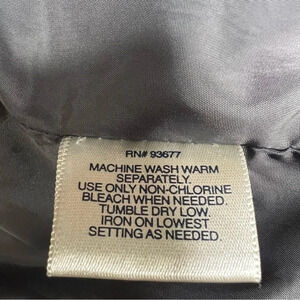 RN# 93677
MACHINE WASH WARM
SEPARATELY.
USE ONLY NON-CHLORINE
BLEACH WHEN NEEDED.
TUMBLE DRY LOW.
IRON ON LOWEST
SETTING AS NEEDED.